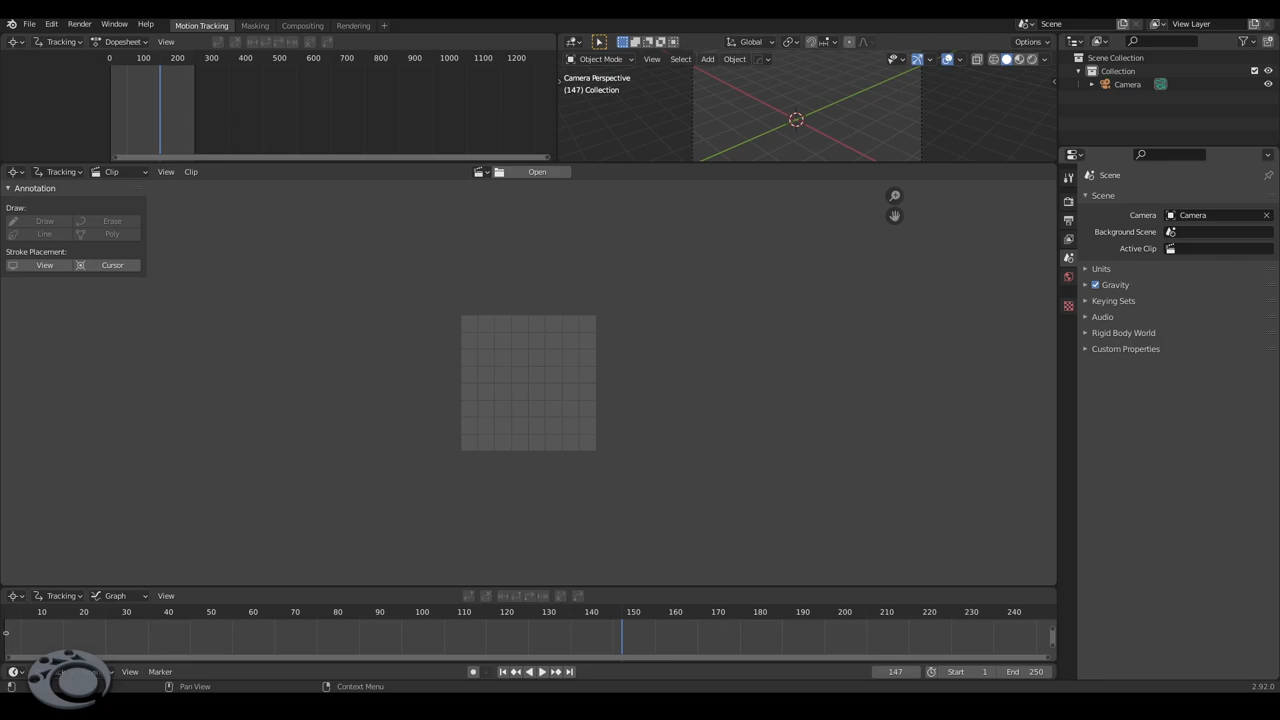 File Edit Render Window Help Motion Tracking Masking Compositing Rendering Scene View Layer
Tracking Dopesheet View
0 100 200 300 400 500 600 700 800 900 1000 1100 1200
Global Options
Object Mode View Select Add Object
Camera Perspective
(147) Collection
Scene Collection
Collection
Camera
Tracking Clip View Clip Open
Annotation
Draw:
Draw Erase
Line Poly
Stroke Placement:
View Cursor
Scene
Scene
Camera Camera
Background Scene
Active Clip
Units
Gravity
Keying Sets
Audio
Rigid Body World
Custom Properties
Tracking Graph View
10 20 30 40 50 60 70 80 90 100 110 120 130 140 150 160 170 180 190 200 210 220 230 240
View Marker 147 Start 1 End 250
Pan View Context Menu 2.92.0